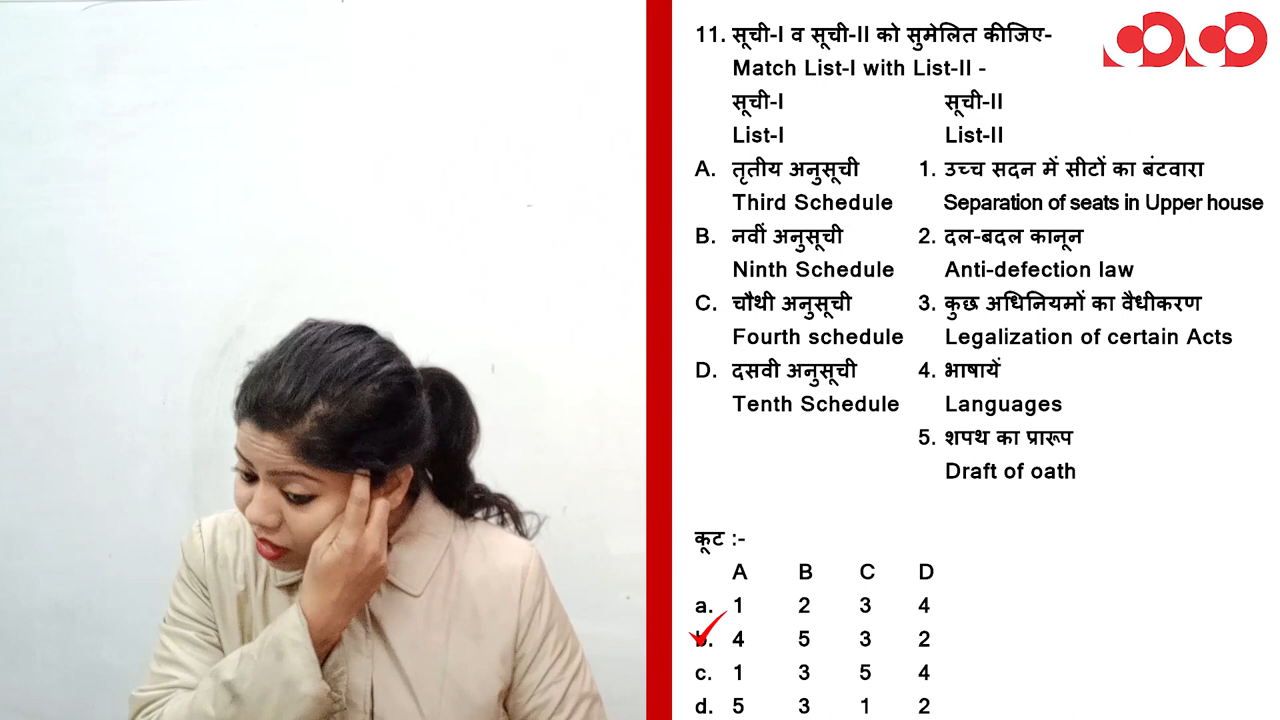 11. सूची-I व सूची-II को सुमेलित कीजिए-
Match List-I with List-II -
सूची-I सूची-II
List-I List-II
A. तृतीय अनुसूची 1. उच्च सदन में सीटों का बंटवारा
Third Schedule Separation of seats in Upper house
B. नवीं अनुसूची 2. दल-बदल कानून
Ninth Schedule Anti-defection law
C. चौथी अनुसूची 3. कुछ अधिनियमों का वैधीकरण
Fourth schedule Legalization of certain Acts
D. दसवी अनुसूची 4. भाषायें
Tenth Schedule Languages
5. शपथ का प्रारूप
Draft of oath
कूट :-
A B C D
a. 1 2 3 4
b. 4 5 3 2
c. 1 3 5 4
d. 5 3 1 2